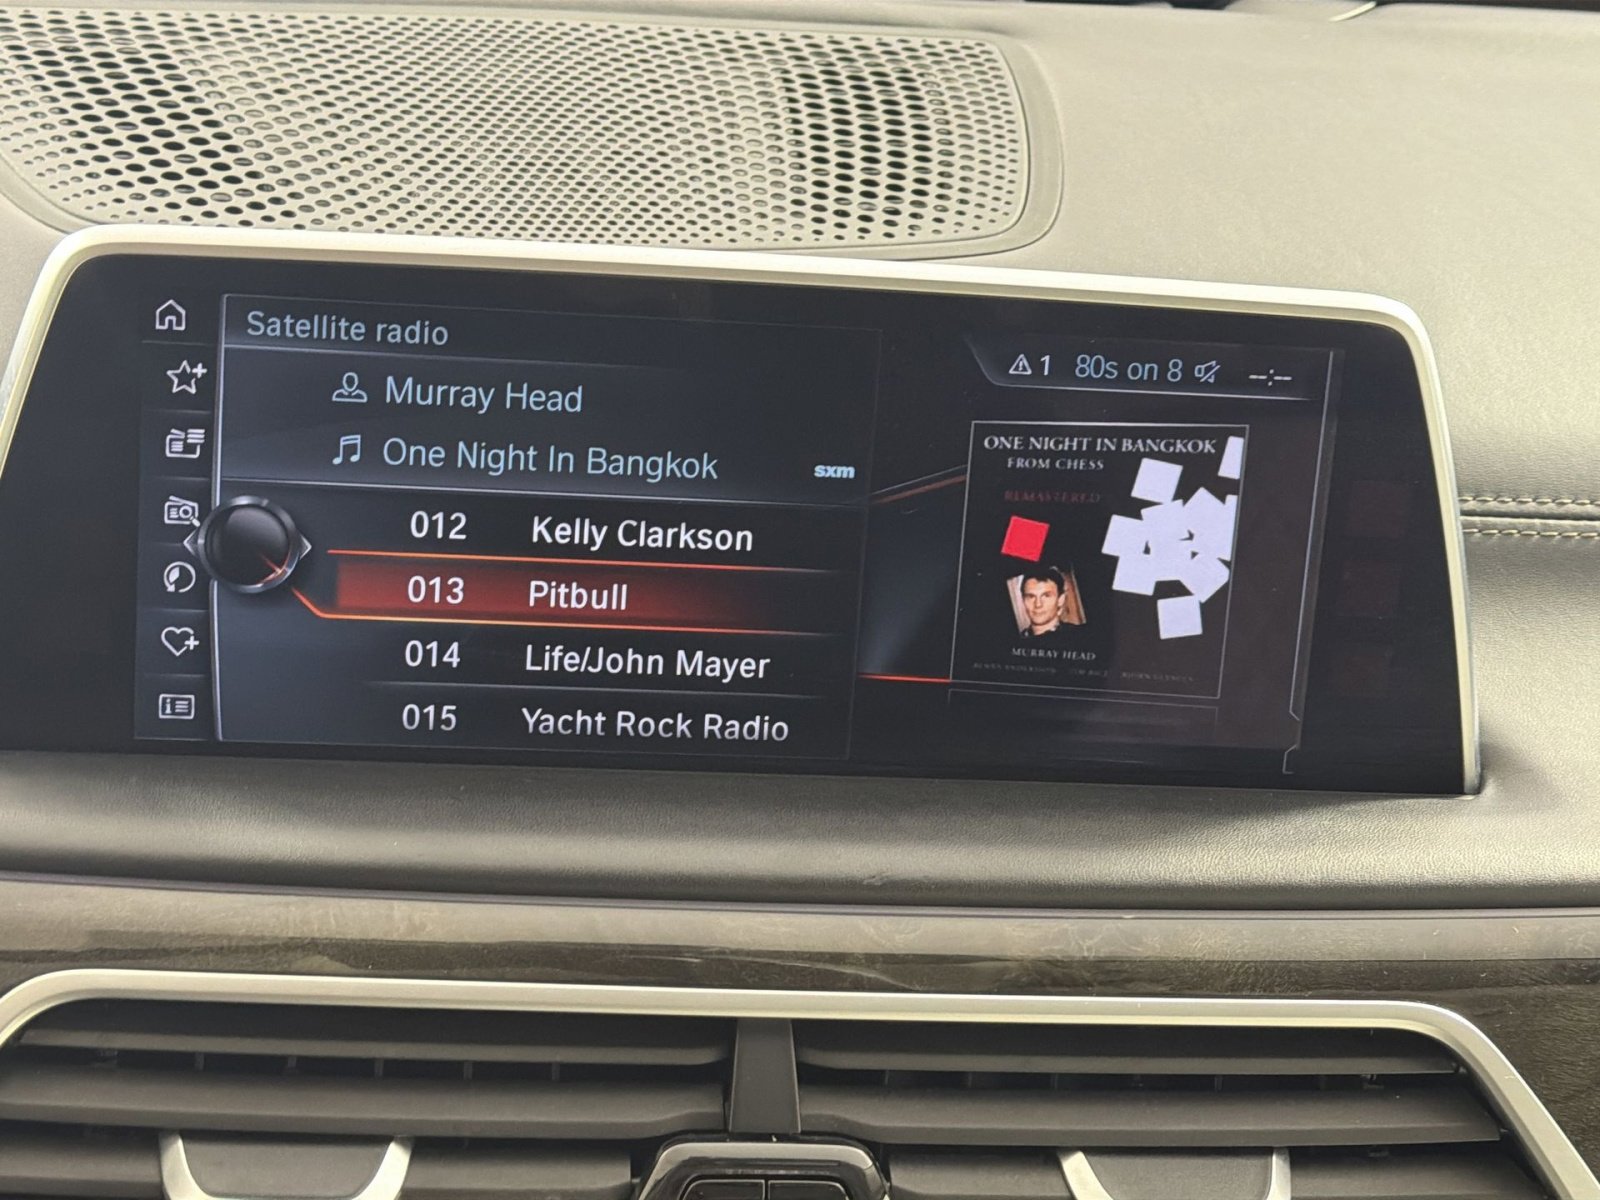 Satellite radio
Murray Head
One Night In Bangkok
sxm
012 Kelly Clarkson
013 Pitbull
014 Life/John Mayer
015 Yacht Rock Radio
1 80s on 8 --:--
ONE NIGHT IN BANGKOK
FROM CHESS
REMASTERED
MURRAY HEAD